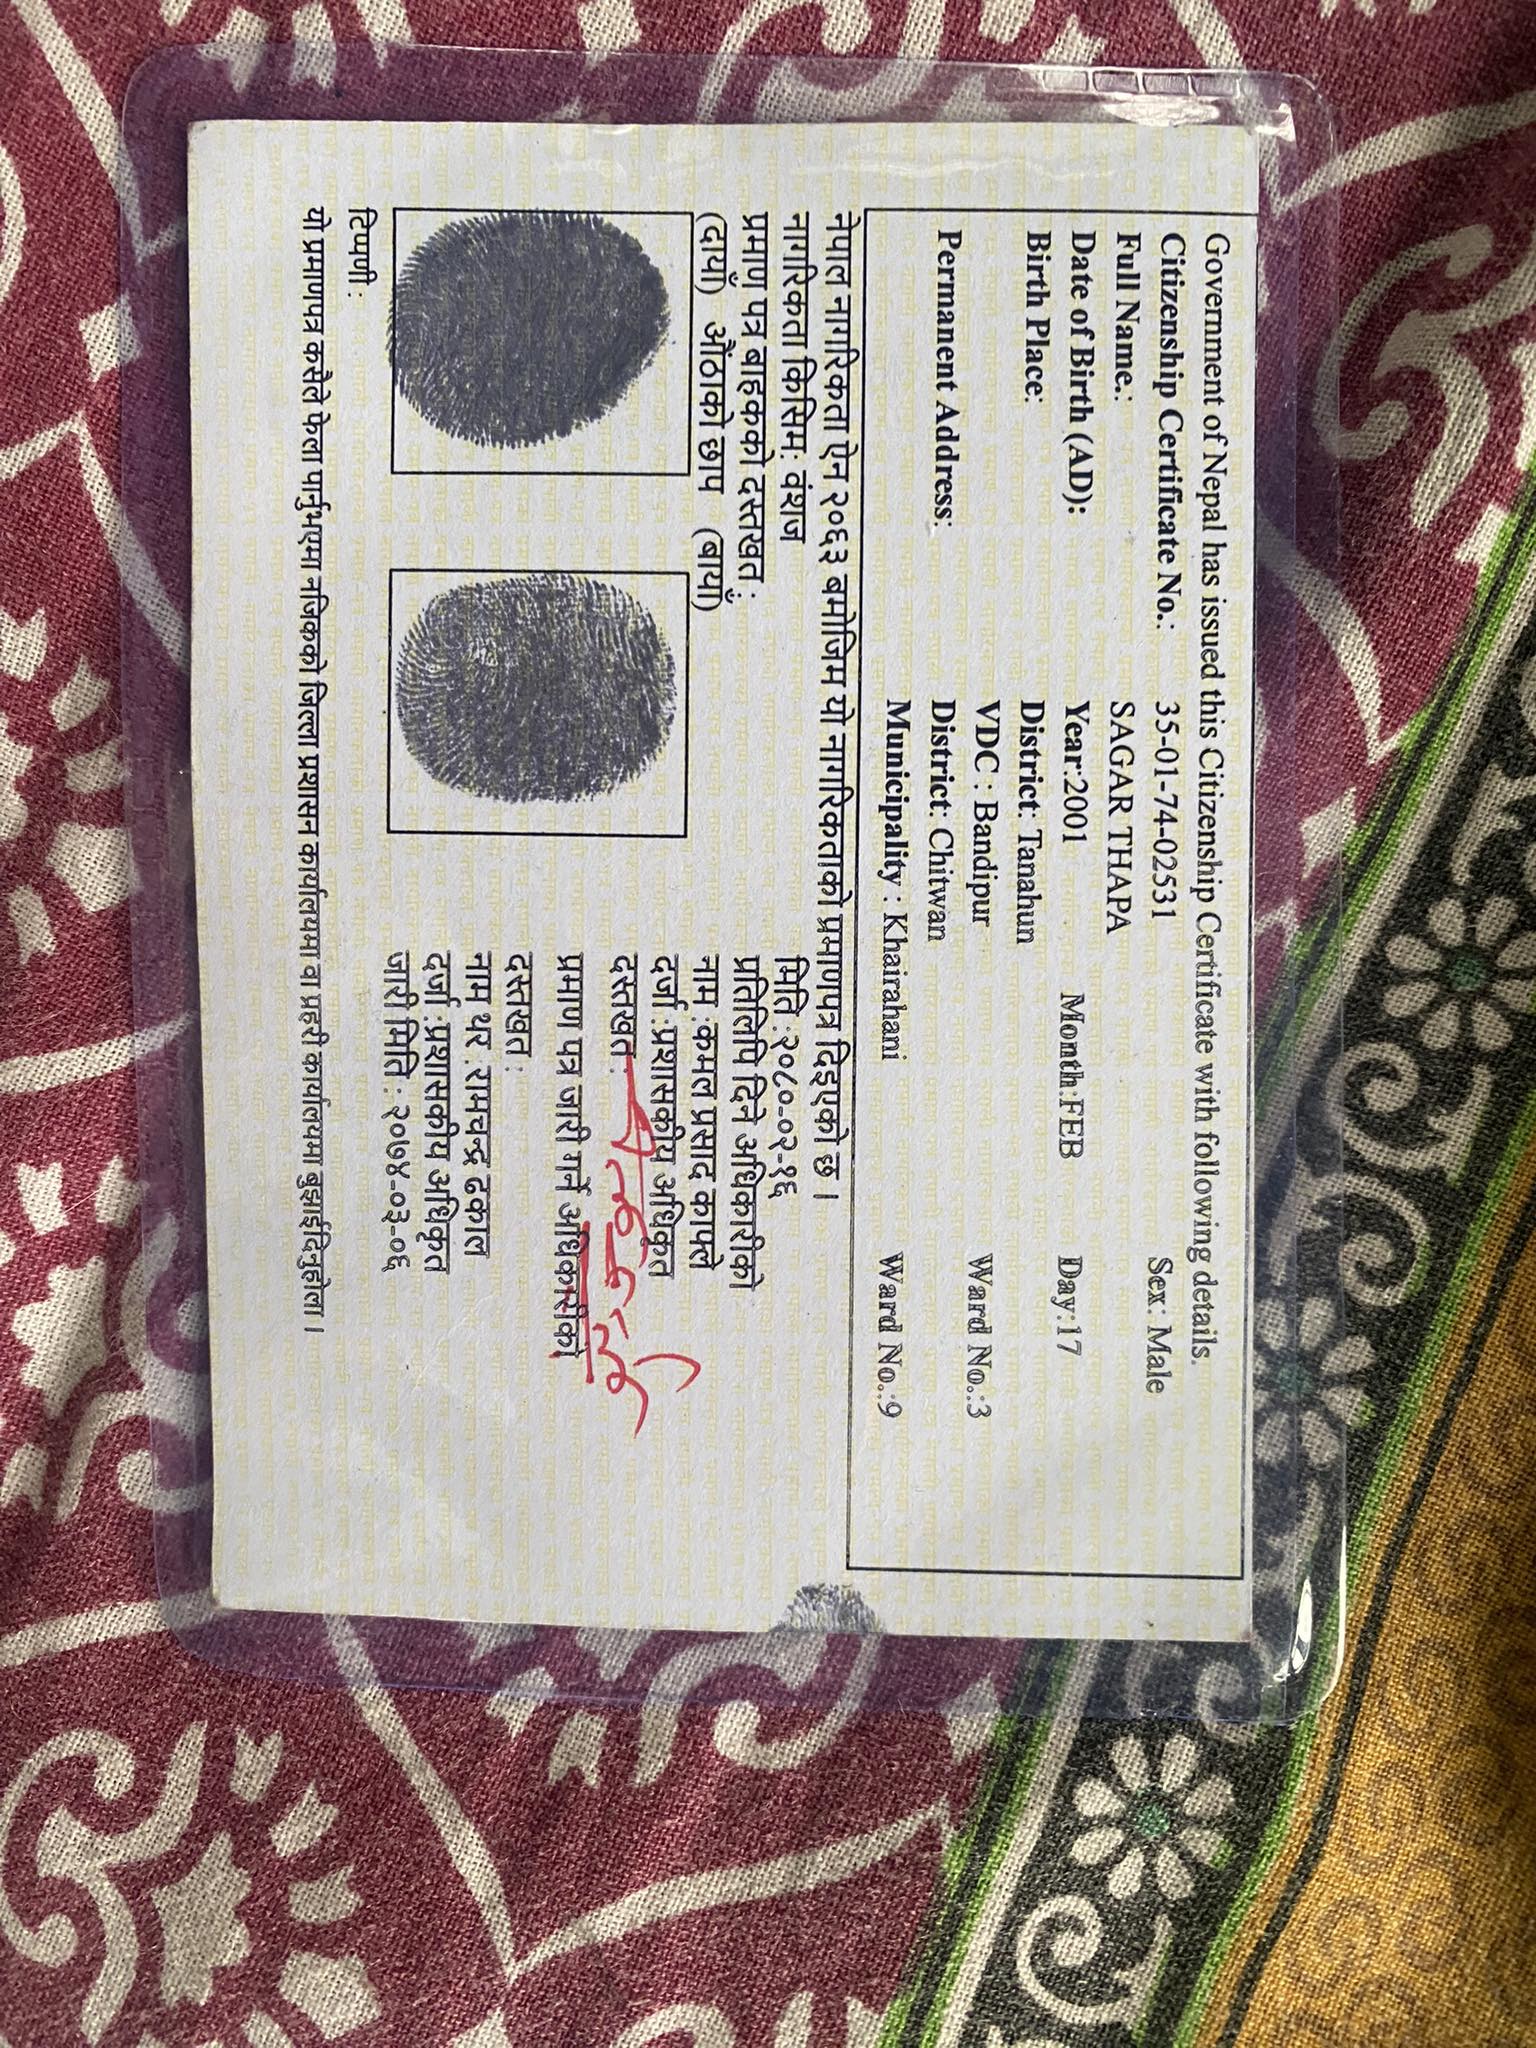 Government of Nepal has issued this Citizenship Certificate with following details.
Citizenship Certificate No.: 35-01-74-02531 Sex: Male
Full Name.: SAGAR THAPA
Date of Birth (AD): Year:2001 Month:FEB Day:17
Birth Place: District: Tanahun
VDC : Bandipur Ward No.:3
Permanent Address: District: Chitwan
Municipality : Khairahani Ward No.:9
नेपाल नागरिकता ऐन २०६३ बमोजिम यो नागरिकताको प्रमाणपत्र दिइएको छ ।
नागरिकता किसिम: वंशज
प्रमाण पत्र बाहकको दस्तखत :
(दायाँ) औंठाको छाप (बायाँ)
मिति :२०८०-०२-१६
प्रतिलिपि दिने अधिकारीको
नाम :कमल प्रसाद काफ्ले
दर्जा :प्रशासकीय अधिकृत
दस्तखत :
प्रमाण पत्र जारी गर्ने अधिकारीको
दस्तखत :
नाम थर :रामचन्द्र ढकाल
दर्जा :प्रशासकीय अधिकृत
जारी मिति : २०७४-०३-०६
टिप्पणी :
यो प्रमाणपत्र कसैले फेला पार्नुभएमा नजिकको जिल्ला प्रशासन कार्यालयमा वा प्रहरी कार्यालयमा बुझाईदिनुहोला ।